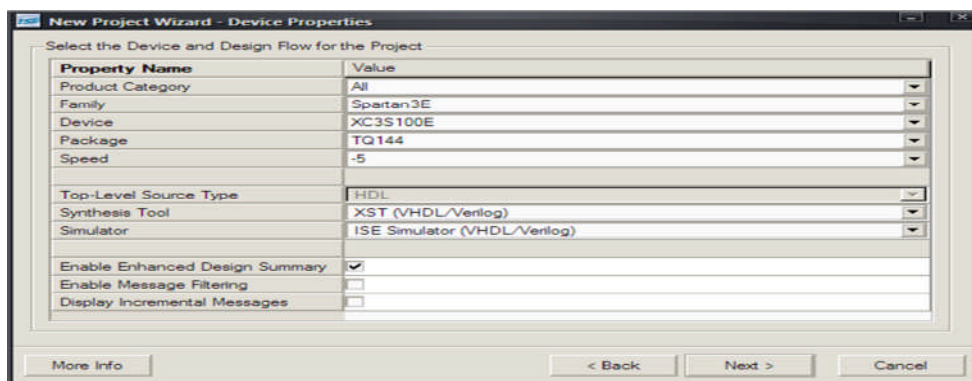 ISE New Project Wizard - Device Properties
Select the Device and Design Flow for the Project
Property Name Value
Product Category All
Family Spartan3E
Device XC3S100E
Package TQ144
Speed -5
Top-Level Source Type HDL
Synthesis Tool XST (VHDL/Verilog)
Simulator ISE Simulator (VHDL/Verilog)
Enable Enhanced Design Summary
Enable Message Filtering
Display Incremental Messages
More Info < Back Next > Cancel